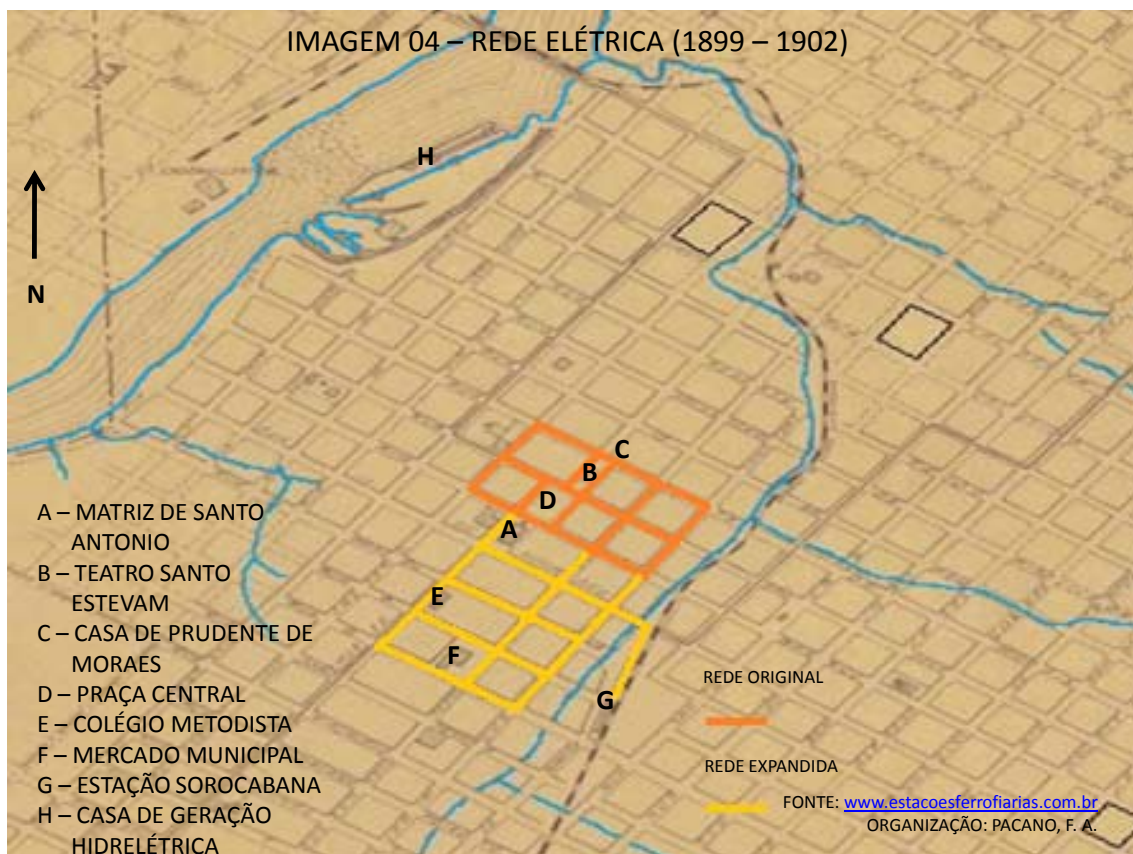 IMAGEM 04 – REDE ELÉTRICA (1899 – 1902)
H
N
C
B
D
A
E
F
G
A – MATRIZ DE SANTO
ANTONIO
B – TEATRO SANTO
ESTEVAM
C – CASA DE PRUDENTE DE
MORAES
D – PRAÇA CENTRAL
E – COLÉGIO METODISTA
F – MERCADO MUNICIPAL
G – ESTAÇÃO SOROCABANA
H – CASA DE GERAÇÃO
HIDRELÉTRICA
REDE ORIGINAL
REDE EXPANDIDA
FONTE: www.estacoesferrofiarias.com.br
ORGANIZAÇÃO: PACANO, F. A.